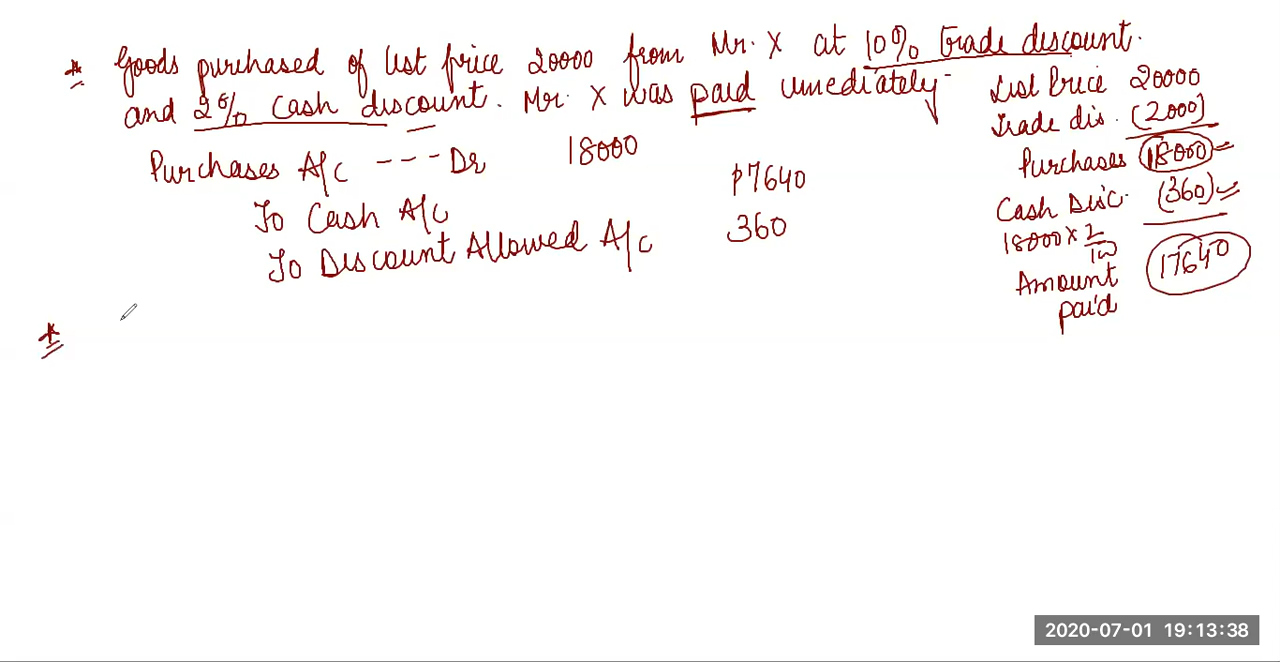 * Goods purchased of list price 20000 from Mr. X at 10% trade discount.
and 2% cash discount. Mr. X was paid immediately
Purchases A/c --- Dr 18000
To Cash A/c 17640
To Discount Allowed A/c 360
*
List Price 20000
Trade dis. (2000)
Purchases 18000
Cash Disc. (360)
18000 × 2/100
Amount 17640
paid
2020-07-01 19:13:38